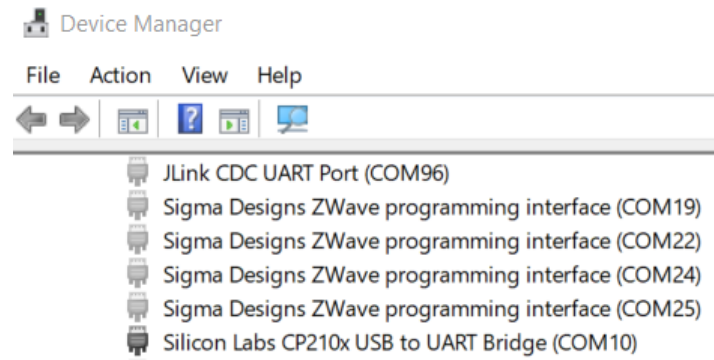 Device Manager
File Action View Help
?
JLink CDC UART Port (COM96)
Sigma Designs ZWave programming interface (COM19)
Sigma Designs ZWave programming interface (COM22)
Sigma Designs ZWave programming interface (COM24)
Sigma Designs ZWave programming interface (COM25)
Silicon Labs CP210x USB to UART Bridge (COM10)